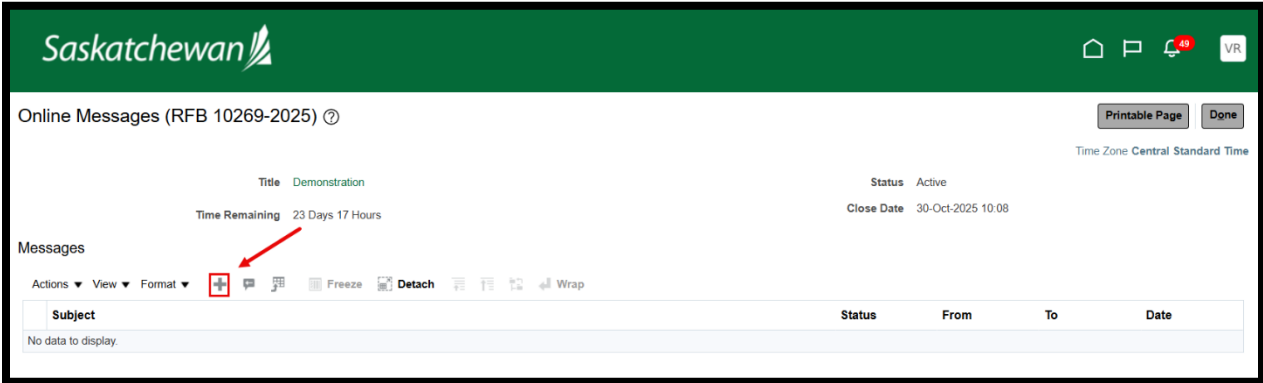 Saskatchewan
49
VR
Online Messages (RFB 10269-2025) ?
Printable Page Done
Time Zone Central Standard Time
Title Demonstration Status Active
Time Remaining 23 Days 17 Hours Close Date 30-Oct-2025 10:08
Messages
Actions View Format Freeze Detach Wrap
Subject Status From To Date
No data to display.